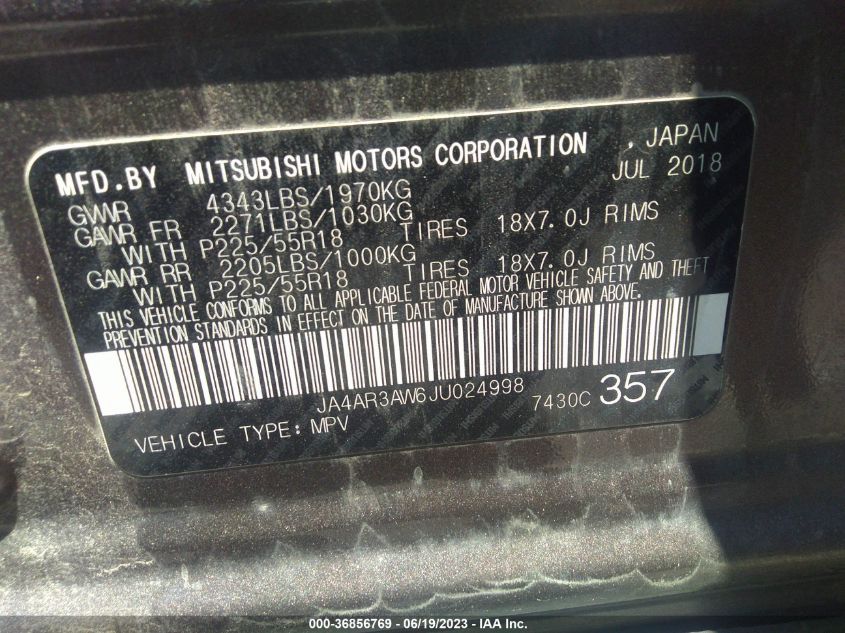 MFD.BY MITSUBISHI MOTORS CORPORATION , JAPAN
JUL 2018
GVWR 4343LBS/1970KG
GAWR FR 2271LBS/1030KG
WITH P225/55R18 TIRES 18X7.0J RIMS
GAWR RR 2205LBS/1000KG
WITH P225/55R18 TIRES 18X7.0J RIMS
THIS VEHICLE CONFORMS TO ALL APPLICABLE FEDERAL MOTOR VEHICLE SAFETY AND THEFT
PREVENTION STANDARDS IN EFFECT ON THE DATE OF MANUFACTURE SHOWN ABOVE.
JA4AR3AW6JU024998 7430C 357
VEHICLE TYPE: MPV
000-36856769 - 06/19/2023 - IAA Inc.